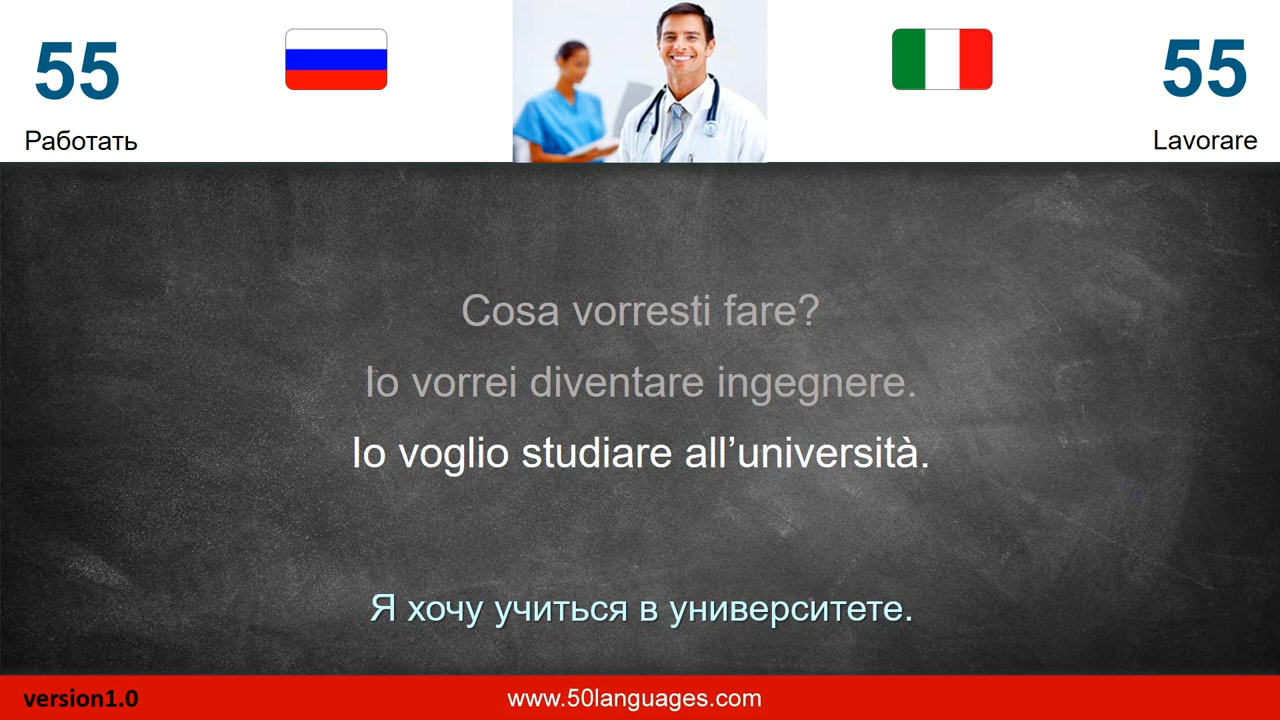 55
55
Работать
Lavorare
Cosa vorresti fare?
Io vorrei diventare ingegnere.
Io voglio studiare all’università.
Я хочу учиться в университете.
version1.0
www.50languages.com